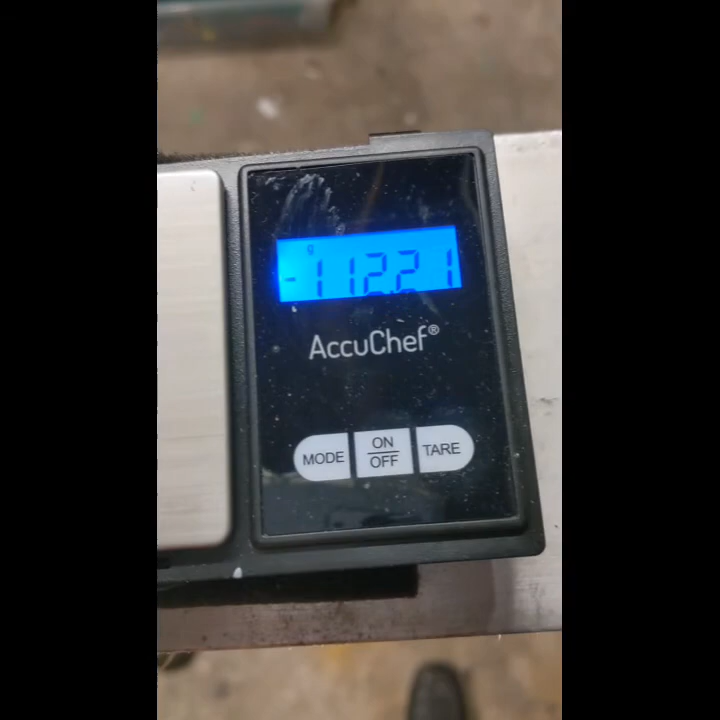 g
-112.21
AccuChef®
MODE
ON
OFF
TARE